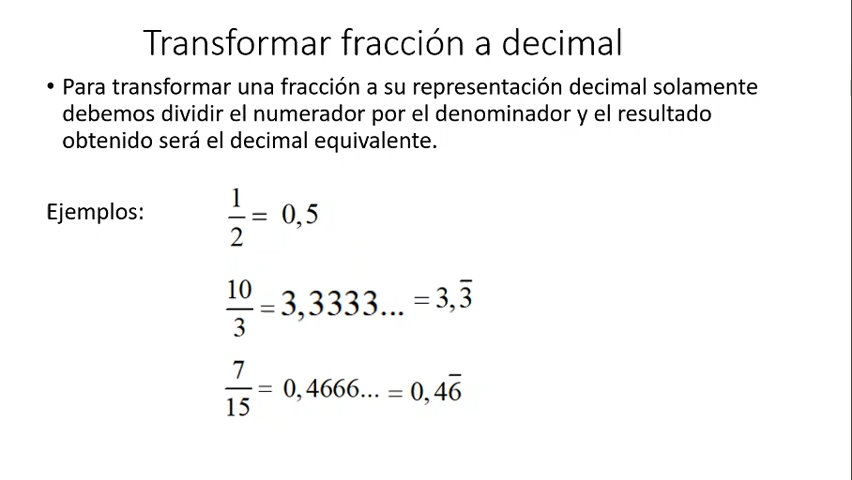 Transformar fracción a decimal
• Para transformar una fracción a su representación decimal solamente
debemos dividir el numerador por el denominador y el resultado
obtenido será el decimal equivalente.
Ejemplos:
1/2 = 0,5
10/3 = 3,3333... = 3,3̅
7/15 = 0,4666... = 0,46̅